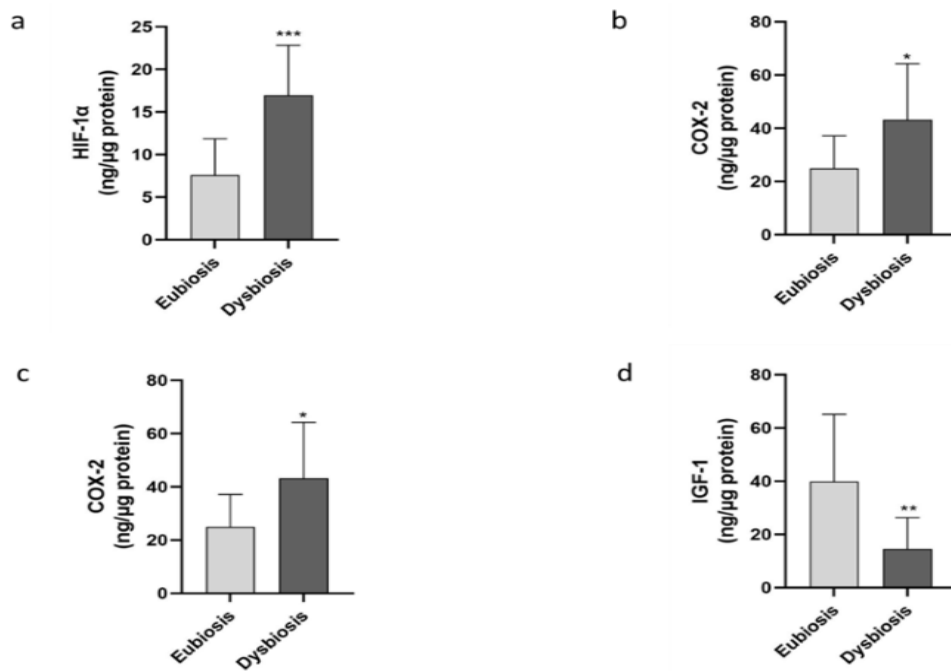 a
HIF-1α
(ng/µg protein)
25
20
15
10
5
0
***
Eubiosis
Dysbiosis
b
COX-2
(ng/µg protein)
80
60
40
20
0
*
Eubiosis
Dysbiosis
c
COX-2
(ng/µg protein)
80
60
40
20
0
*
Eubiosis
Dysbiosis
d
IGF-1
(ng/µg protein)
80
60
40
20
0
**
Eubiosis
Dysbiosis